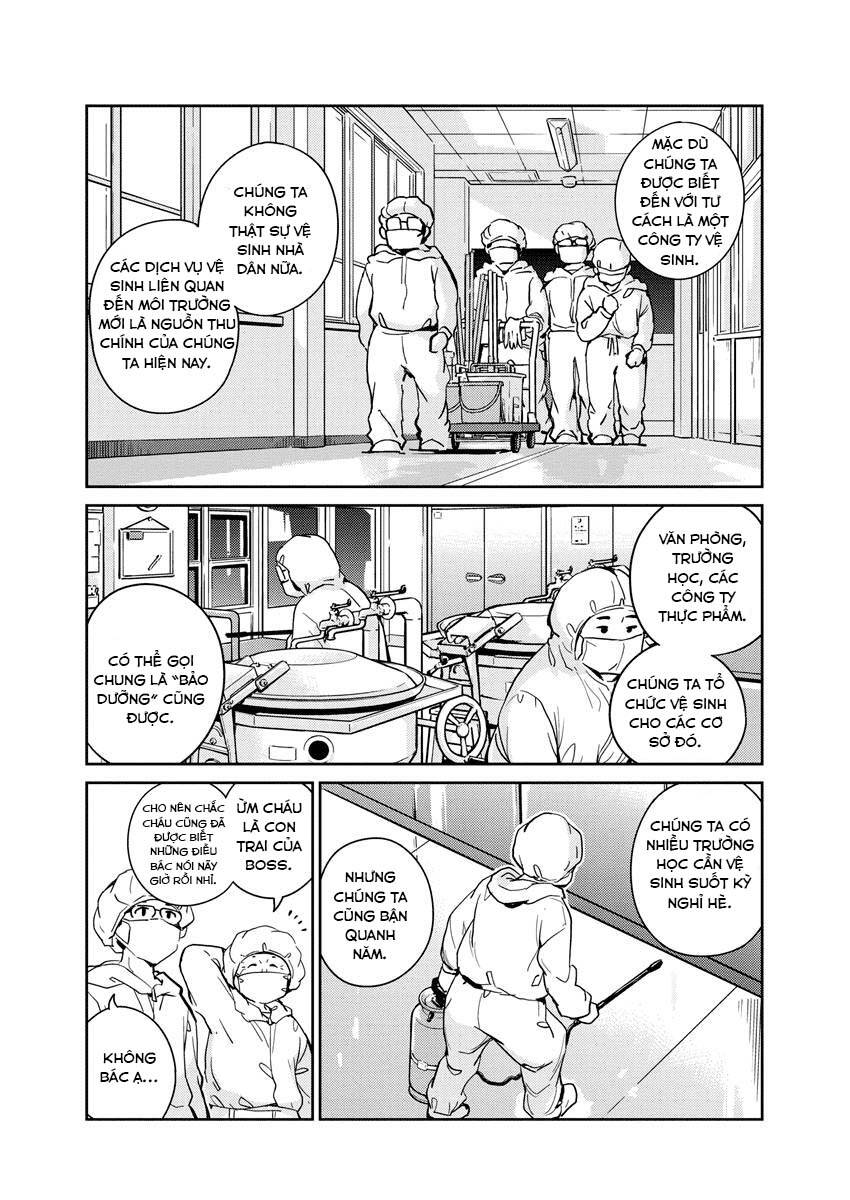 MẶC DÙ
CHÚNG TA
ĐƯỢC BIẾT
ĐẾN VỚI TƯ
CÁCH LÀ MỘT
CÔNG TY VỆ
SINH.
CHÚNG TA
KHÔNG
THẬT SỰ VỆ
SINH NHÀ
DÂN NỮA.
CÁC DỊCH VỤ VỆ
SINH LIÊN QUAN
ĐẾN MÔI TRƯỜNG
MỚI LÀ NGUỒN THU
CHÍNH CỦA CHÚNG
TA HIỆN NAY.
VĂN PHÒNG,
TRƯỜNG
HỌC, CÁC
CÔNG TY
THỰC PHẨM.
CHÚNG TA TỔ
CHỨC VỆ SINH
CHO CÁC CƠ
SỞ ĐÓ.
CÓ THỂ GỌI
CHUNG LÀ "BẢO
DƯỠNG" CŨNG
ĐƯỢC.
CHÚNG TA CÓ
NHIỀU TRƯỜNG
HỌC CẦN VỆ
SINH SUỐT KỲ
NGHỈ HÈ.
NHƯNG
CHÚNG TA
CŨNG BẬN
QUANH
NĂM.
ỪM CHÁU
LÀ CON
TRAI CỦA
BOSS.
CHO NÊN CHẮC
CHÁU CŨNG ĐÃ
ĐƯỢC BIẾT
NHỮNG ĐIỀU
BÁC NÓI NÃY
GIỜ RỒI NHỈ.
KHÔNG
BÁC Ạ...